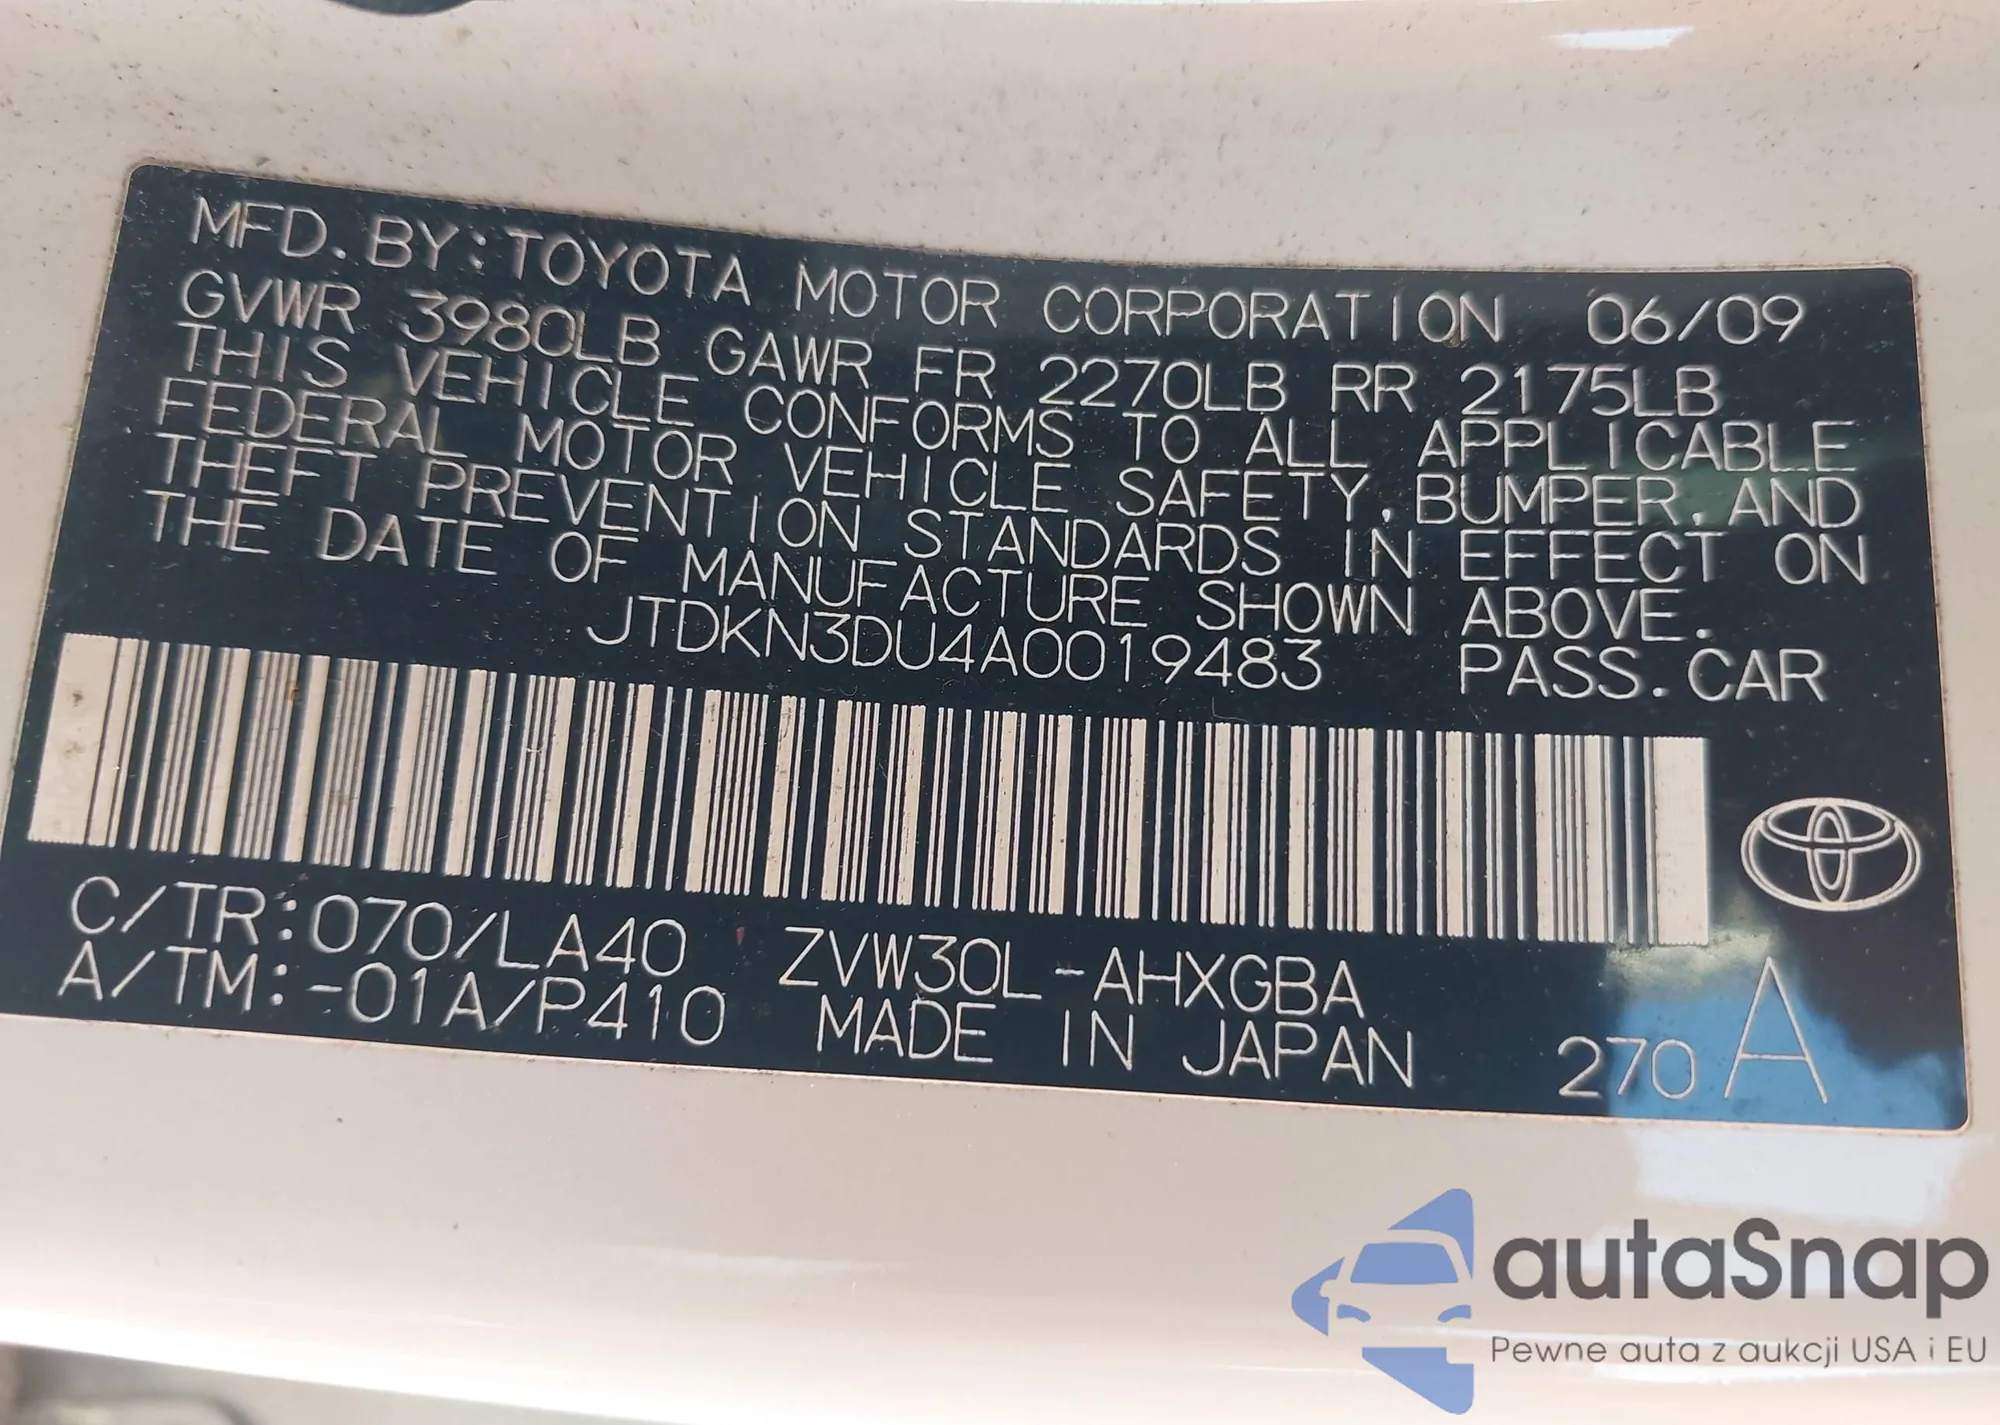 MFD. BY: TOYOTA MOTOR CORPORATION 06/09
GVWR 3980LB GAWR FR 2270LB RR 2175LB
THIS VEHICLE CONFORMS TO ALL APPLICABLE
FEDERAL MOTOR VEHICLE SAFETY, BUMPER, AND
THEFT PREVENTION STANDARDS IN EFFECT ON
THE DATE OF MANUFACTURE SHOWN ABOVE.
JTDKN3DU4A0019483 PASS. CAR
C/TR:070/LA40 ZVW30L-AHXGBA
A/TM:-01A/P410 MADE IN JAPAN 270 A
autaSnap
Pewne auta z aukcji USA i EU